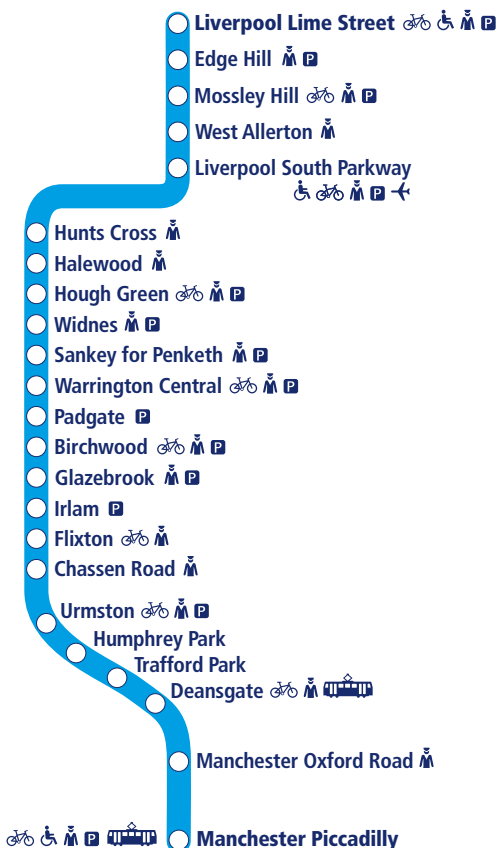 Liverpool Lime Street P
Edge Hill P
Mossley Hill P
West Allerton
Liverpool South Parkway
P
Hunts Cross
Halewood
Hough Green P
Widnes P
Sankey for Penketh P
Warrington Central P
Padgate P
Birchwood P
Glazebrook P
Irlam P
Flixton
Chassen Road
Urmston P
Humphrey Park
Trafford Park
Deansgate
Manchester Oxford Road
P Manchester Piccadilly